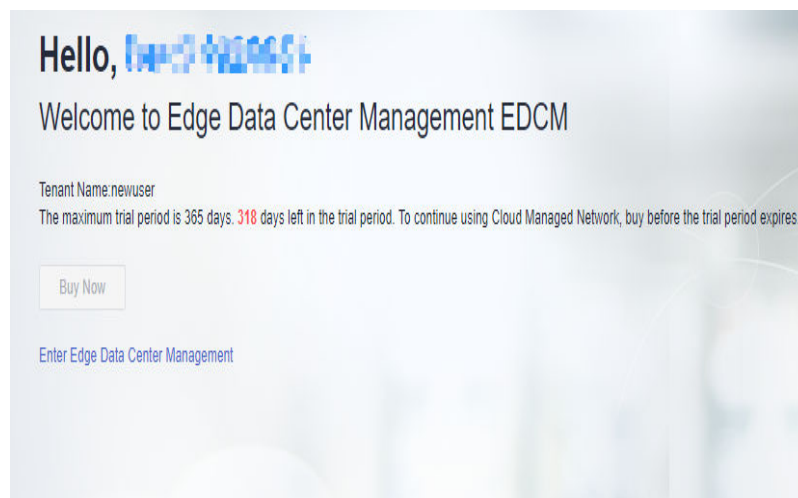 Hello,
Welcome to Edge Data Center Management EDCM
Tenant Name:newuser
The maximum trial period is 365 days. 318 days left in the trial period. To continue using Cloud Managed Network, buy before the trial period expires
Buy Now
Enter Edge Data Center Management